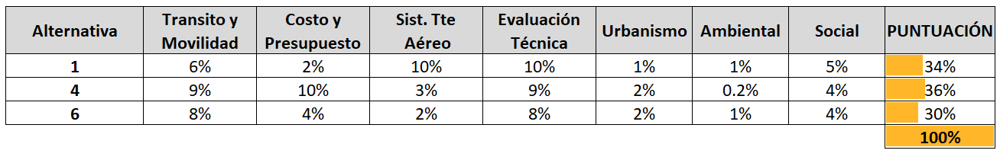 Alternativa Transito y Movilidad Costo y Presupuesto Sist. Tte Aéreo Evaluación Técnica Urbanismo Ambiental Social PUNTUACIÓN
1 6% 2% 10% 10% 1% 1% 5% 34%
4 9% 10% 3% 9% 2% 0.2% 4% 36%
6 8% 4% 2% 8% 2% 1% 4% 30%
100%